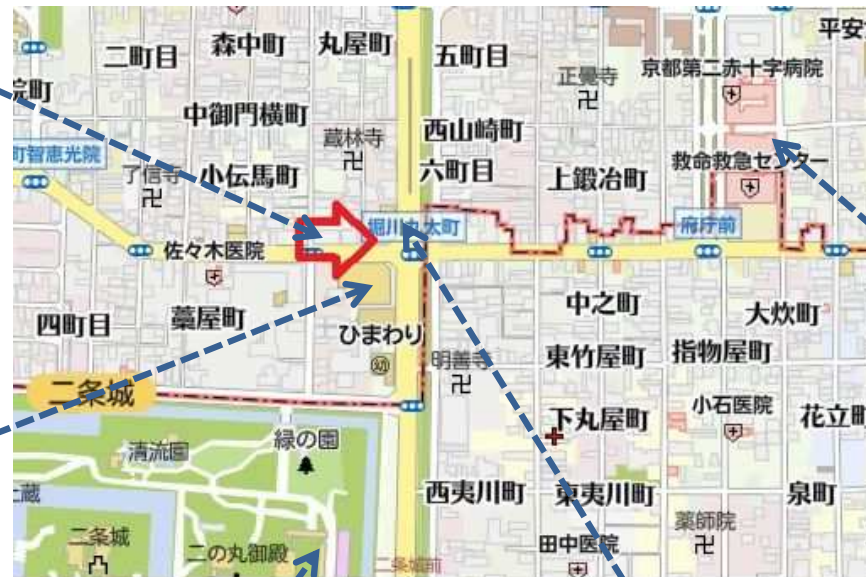 二町目
森中町
丸屋町
五町目
正覺寺
京都第二赤十字病院
平安
院町
中御門横町
蔵林寺
西山崎町
町智恵光院
了信寺
小伝馬町
六町目
上鍛冶町
救命救急センター
堀川丸太町
府庁前
佐々木医院
中之町
大炊町
四町目
藁屋町
ひまわり
幼
明善寺
東竹屋町
指物屋町
二条城
下丸屋町
小石医院
花立町
清流園
緑の園
蔵
西夷川町
東夷川町
泉町
薬師院
二条城
二の丸御殿
二条城前
田中医院